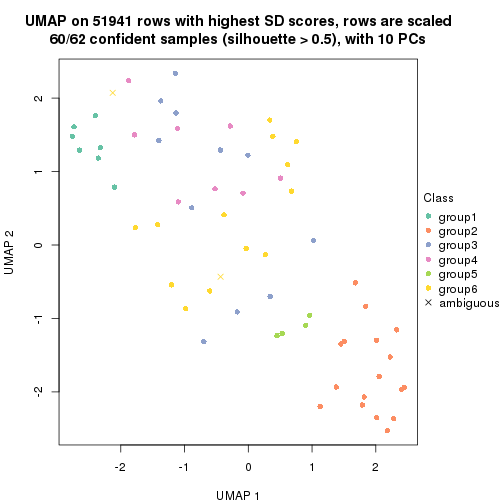 UMAP on 51941 rows with highest SD scores, rows are scaled
60/62 confident samples (silhouette > 0.5), with 10 PCs
2
1
0
-1
-2
UMAP 2
-2
-1
0
1
2
UMAP 1
Class
group1
group2
group3
group4
group5
group6
ambiguous